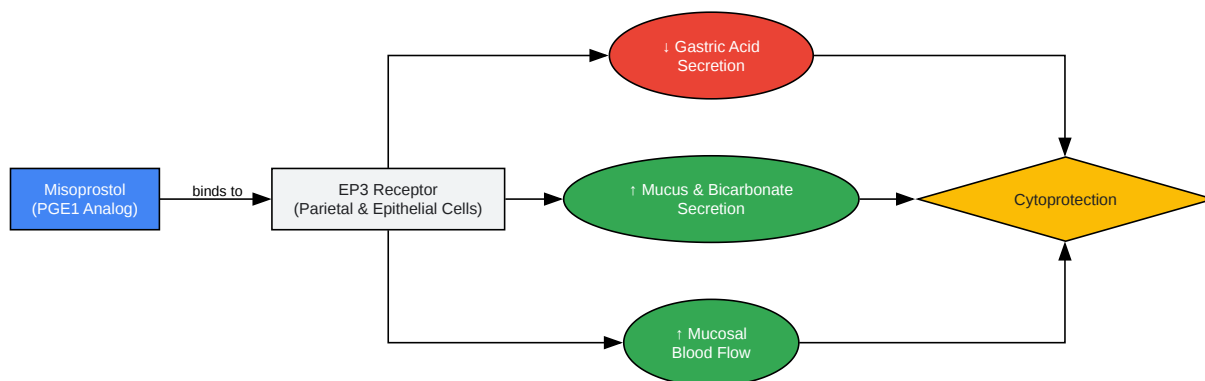 Misoprostol
(PGE1 Analog)
binds to
EP3 Receptor
(Parietal & Epithelial Cells)
↓ Gastric Acid
Secretion
↑ Mucus & Bicarbonate
Secretion
↑ Mucosal
Blood Flow
Cytoprotection